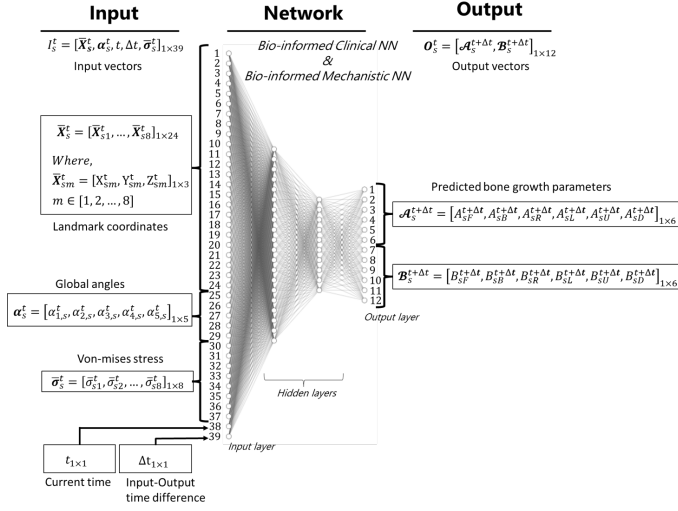 Input
Network
Output
I_s^t = [X̅_s^t, α_s^t, t, Δt, σ̅_s^t]_{1×39}
Input vectors
Bio-informed Clinical NN
&
Bio-informed Mechanistic NN
O_s^{t+Δt} = [𝓐_s^{t+Δt}, 𝓑_s^{t+Δt}]_{1×12}
Output vectors
X̅_s^t = [X̅_{s1}^t, …, X̅_{s8}^t]_{1×24}
Where,
X̅_{sm}^t = [X_{sm}^t, Y_{sm}^t, Z_{sm}^t]_{1×3}
m ∈ [1, 2, …, 8]
Landmark coordinates
Global angles
α_s^t = [α_{1,s}^t, α_{2,s}^t, α_{3,s}^t, α_{4,s}^t, α_{5,s}^t]_{1×5}
Von-mises stress
σ̅_s^t = [σ̅_{s1}^t, σ̅_{s2}^t, …, σ̅_{s8}^t]_{1×8}
t_{1×1}
Current time
Δt_{1×1}
Input-Output
time difference
1
2
3
4
5
6
7
8
9
10
11
12
13
14
15
16
17
18
19
20
21
22
23
24
25
26
27
28
29
30
31
32
33
34
35
36
37
38
39
Input layer
Hidden layers
1
2
3
4
5
6
7
8
9
10
11
12
Output layer
Predicted bone growth parameters
𝓐_s^{t+Δt} = [A_{sF}^{t+Δt}, A_{sB}^{t+Δt}, A_{sR}^{t+Δt}, A_{sL}^{t+Δt}, A_{sU}^{t+Δt}, A_{sD}^{t+Δt}]_{1×6}
𝓑_s^{t+Δt} = [B_{sF}^{t+Δt}, B_{sB}^{t+Δt}, B_{sR}^{t+Δt}, B_{sL}^{t+Δt}, B_{sU}^{t+Δt}, B_{sD}^{t+Δt}]_{1×6}